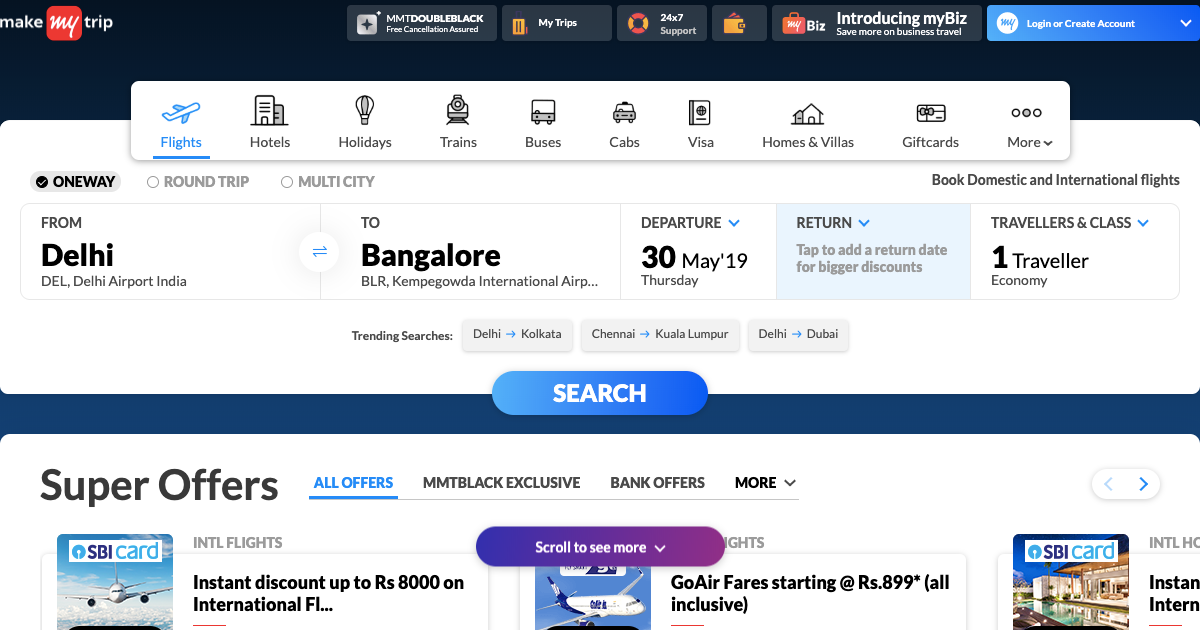 make my trip
MMTDOUBLEBLACK
Free Cancellation Assured
My Trips
24x7
Support
my Biz
Introducing myBiz
Save more on business travel
my
Login or Create Account
Flights
Hotels
Holidays
Trains
Buses
Cabs
Visa
Homes & Villas
Giftcards
More
ONEWAY
ROUND TRIP
MULTI CITY
Book Domestic and International flights
FROM
Delhi
DEL, Delhi Airport India
TO
Bangalore
BLR, Kempegowda International Airp...
DEPARTURE
30 May'19
Thursday
RETURN
Tap to add a return date
for bigger discounts
TRAVELLERS & CLASS
1 Traveller
Economy
Trending Searches:
Delhi → Kolkata
Chennai → Kuala Lumpur
Delhi → Dubai
SEARCH
Super Offers
ALL OFFERS
MMTBLACK EXCLUSIVE
BANK OFFERS
MORE
Scroll to see more
SBI card
INTL FLIGHTS
Instant discount up to Rs 8000 on
International Fl...
GoAir Fares starting @ Rs.899* (all
inclusive)
SBI card
INTL HO
Instan
Intern